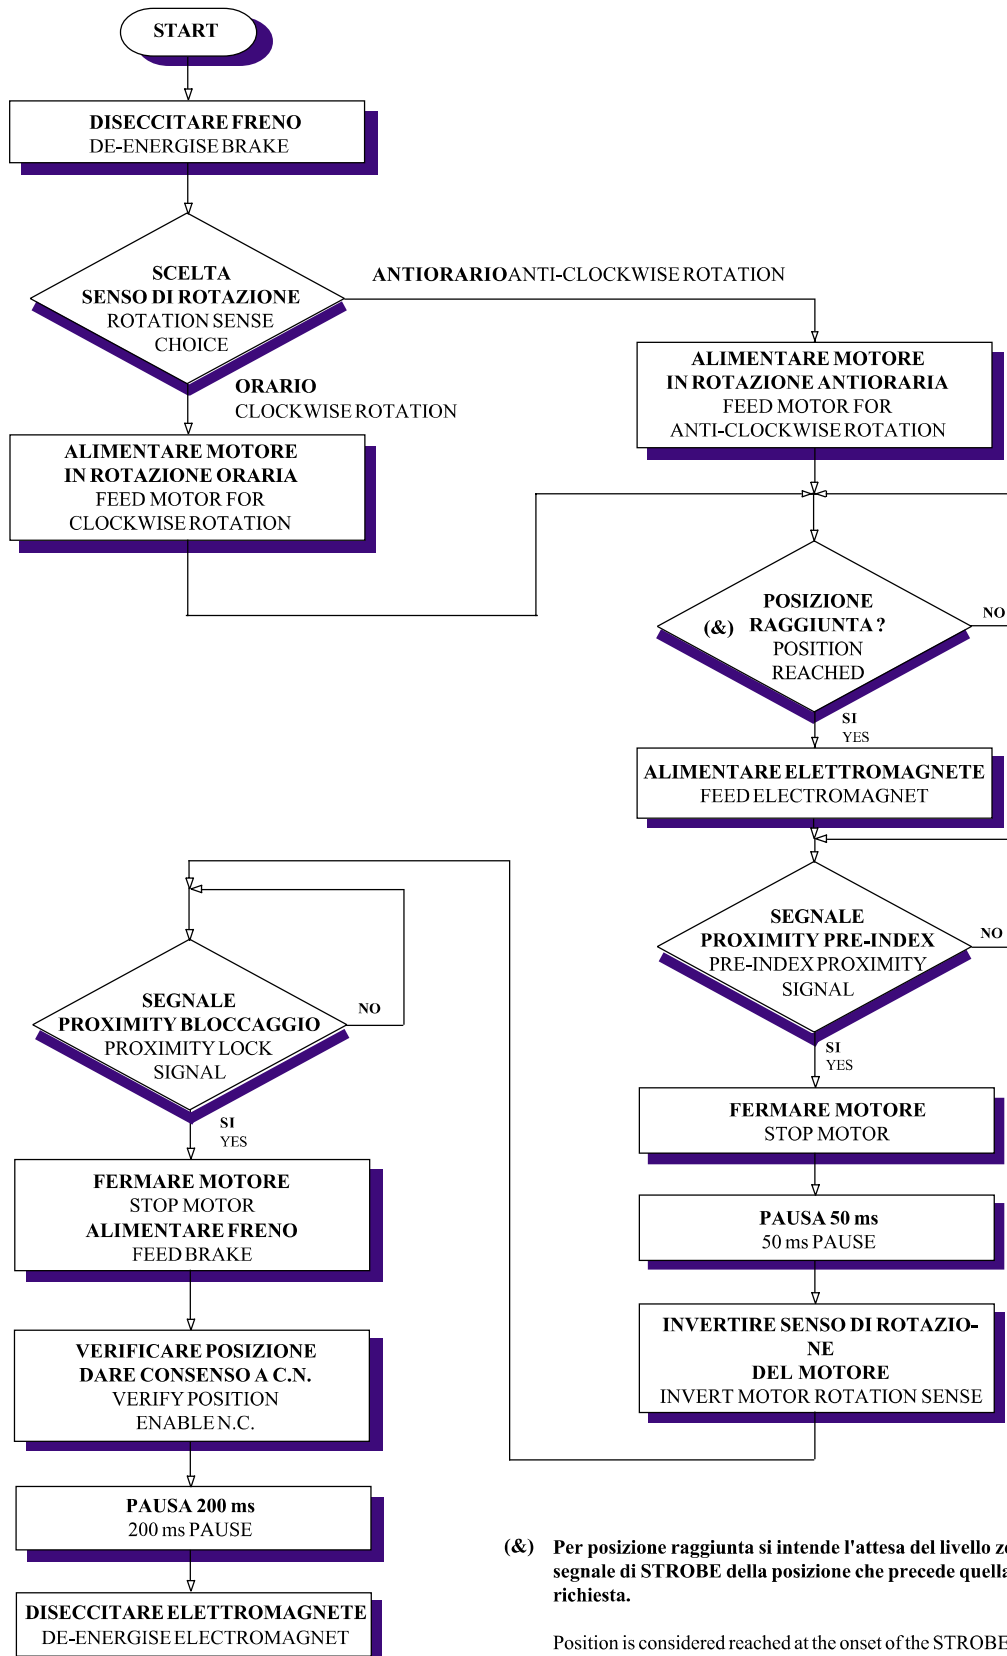 START
DISECCITARE FRENO
DE-ENERGISE BRAKE
SCELTA
SENSO DI ROTAZIONE
ROTATION SENSE
CHOICE
ANTIORARIO ANTI-CLOCKWISE ROTATION
ORARIO
CLOCKWISE ROTATION
ALIMENTARE MOTORE
IN ROTAZIONE ANTIORARIA
FEED MOTOR FOR
ANTI-CLOCKWISE ROTATION
ALIMENTARE MOTORE
IN ROTAZIONE ORARIA
FEED MOTOR FOR
CLOCKWISE ROTATION
(&)
POSIZIONE
RAGGIUNTA ?
POSITION
REACHED
NO
SI
YES
ALIMENTARE ELETTROMAGNETE
FEED ELECTROMAGNET
SEGNALE
PROXIMITY PRE-INDEX
PRE-INDEX PROXIMITY
SIGNAL
NO
SI
YES
FERMARE MOTORE
STOP MOTOR
PAUSA 50 ms
50 ms PAUSE
INVERTIRE SENSO DI ROTAZIO-
NE
DEL MOTORE
INVERT MOTOR ROTATION SENSE
SEGNALE
PROXIMITY BLOCCAGGIO
PROXIMITY LOCK
SIGNAL
NO
SI
YES
FERMARE MOTORE
STOP MOTOR
ALIMENTARE FRENO
FEED BRAKE
VERIFICARE POSIZIONE
DARE CONSENSO A C.N.
VERIFY POSITION
ENABLE N.C.
PAUSA 200 ms
200 ms PAUSE
DISECCITARE ELETTROMAGNETE
DE-ENERGISE ELECTROMAGNET
(&) Per posizione raggiunta si intende l'attesa del livello
segnale di STROBE della posizione che precede quella
richiesta.
Position is considered reached at the onset of the STROBE